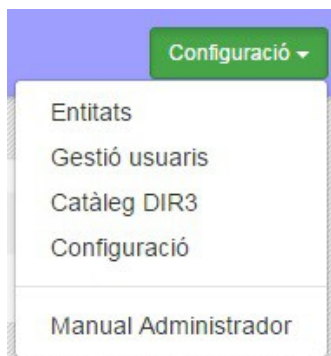 Configuració
Entitats
Gestió usuaris
Catàleg DIR3
Configuració
Manual Administrador